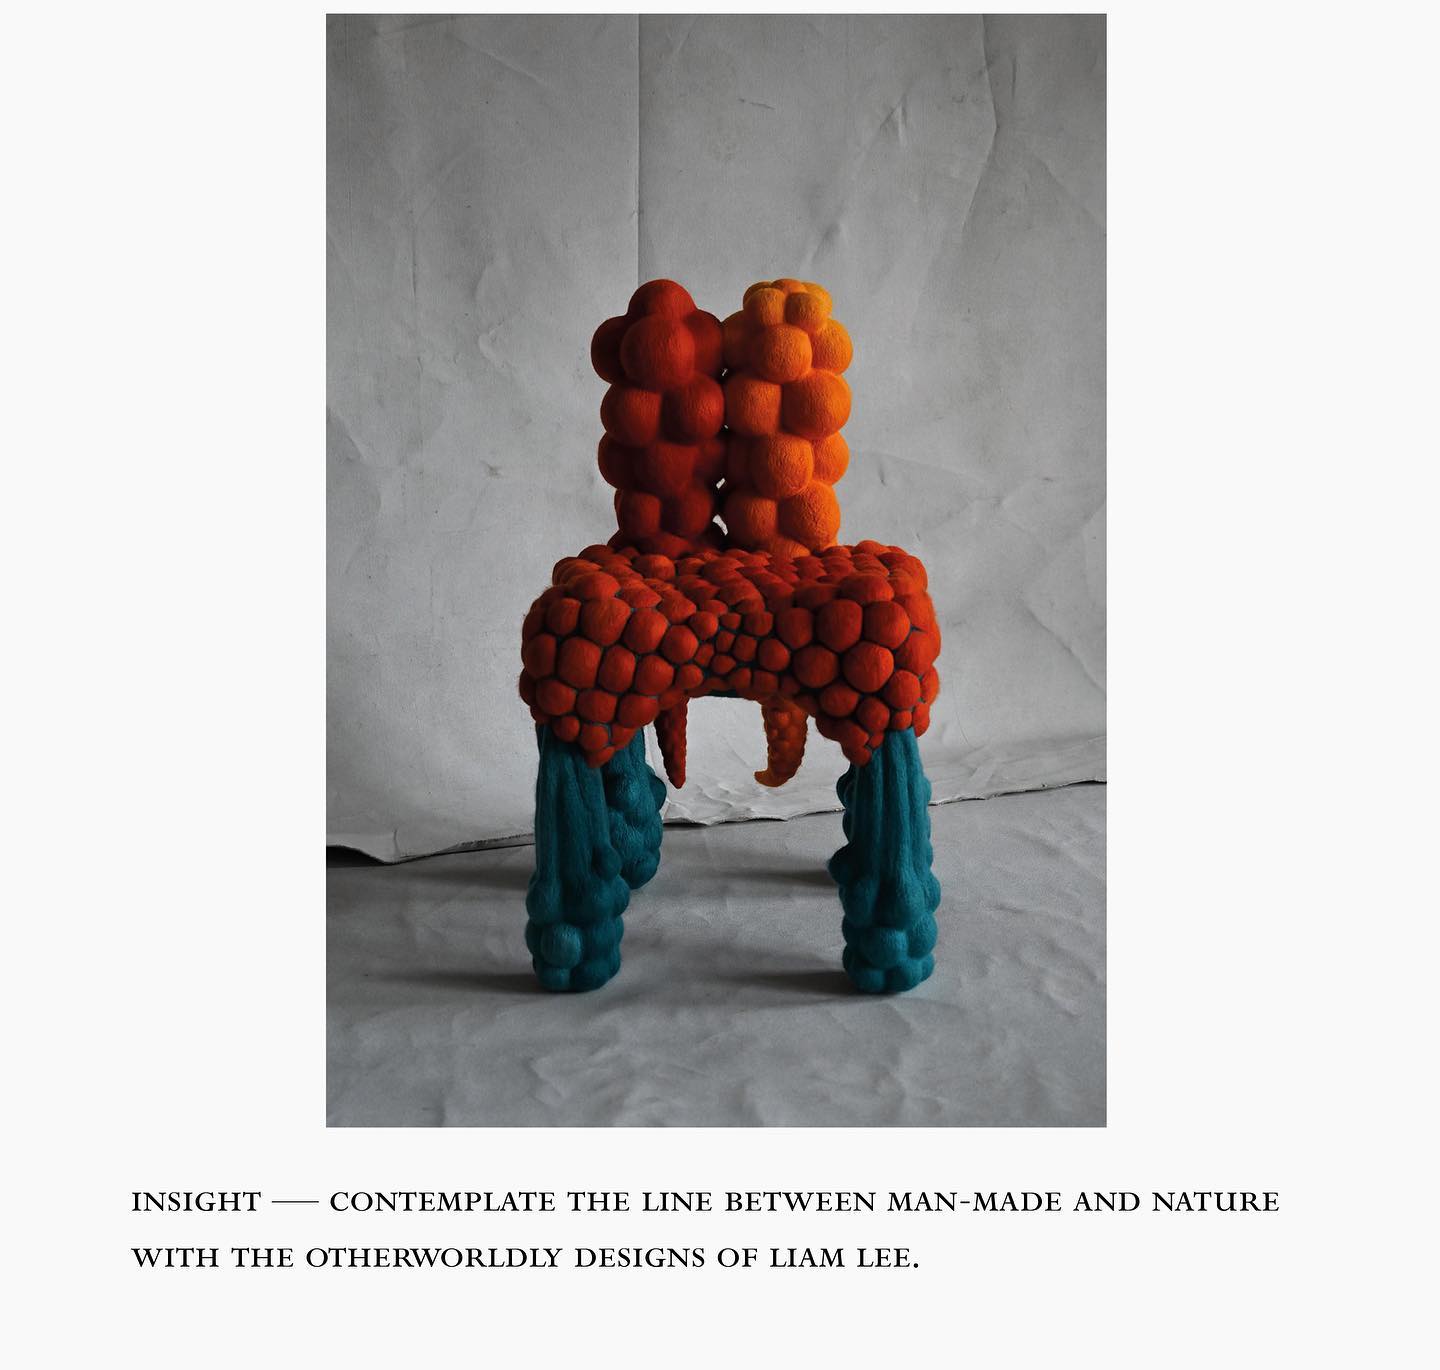 INSIGHT — CONTEMPLATE THE LINE BETWEEN MAN-MADE AND NATURE
WITH THE OTHERWORLDLY DESIGNS OF LIAM LEE.